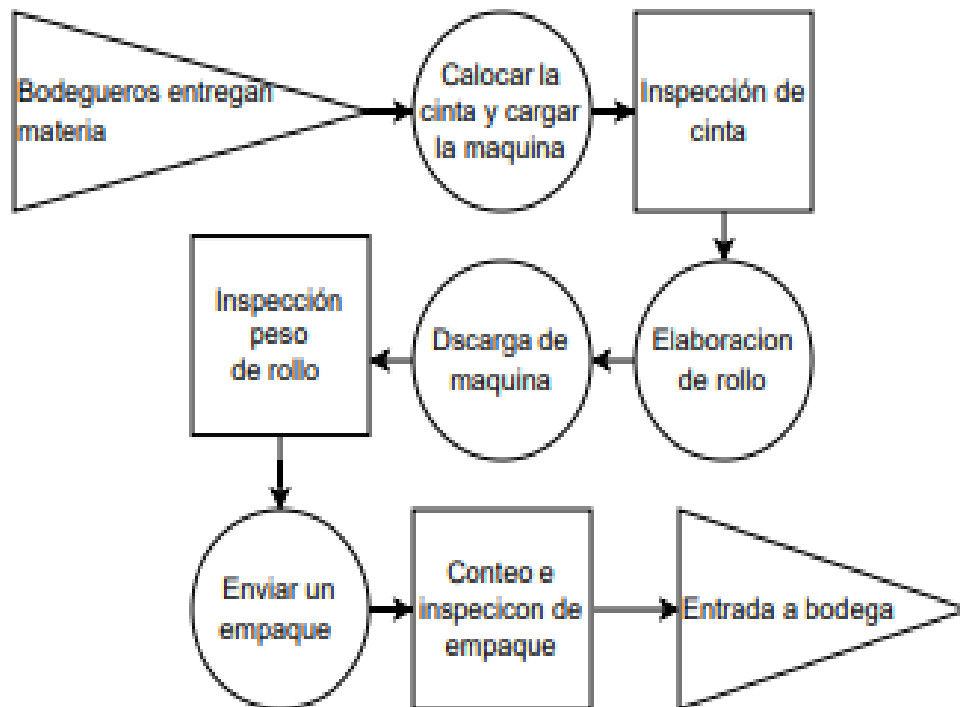 Bodegueros entregan
materia
Calocar la
cinta y cargar
la maquina
Inspección de
cinta
Elaboracion
de rollo
Dscarga de
maquina
Inspección
peso
de rollo
Enviar un
empaque
Conteo e
inspeccion de
empaque
Entrada a bodega